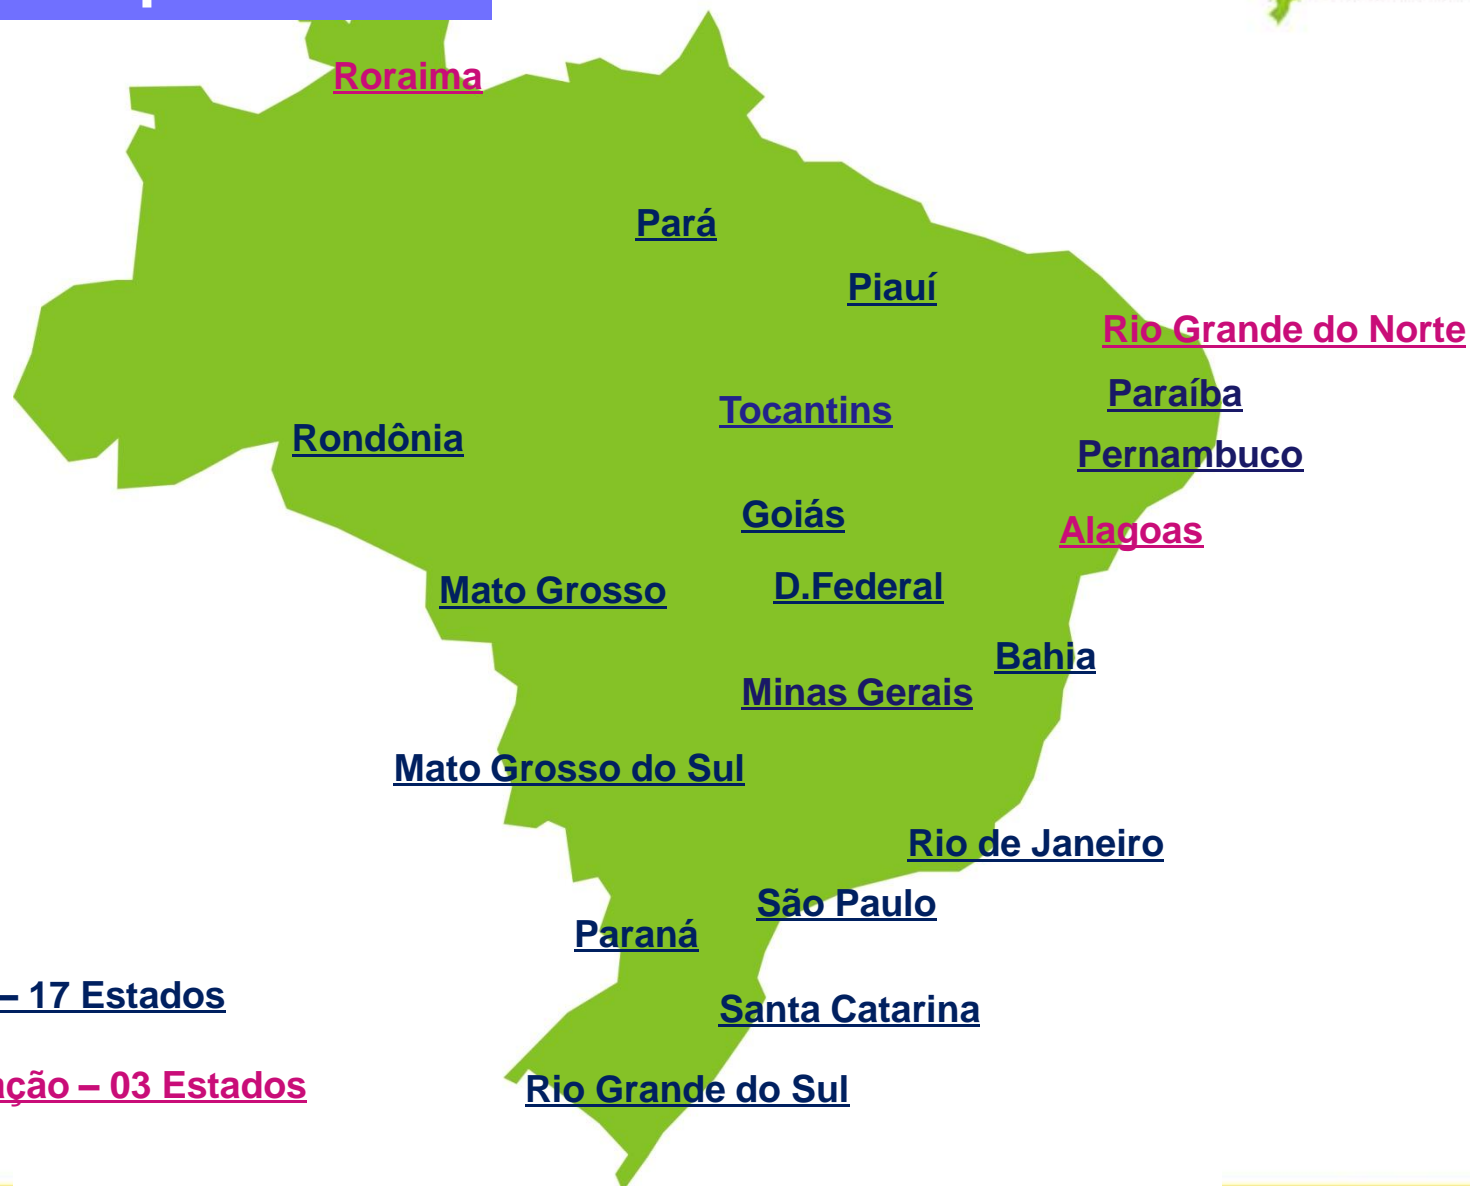 Roraima
Pará
Piauí
Rio Grande do Norte
Paraíba
Tocantins
Rondônia
Pernambuco
Goiás
Alagoas
Mato Grosso
D.Federal
Bahia
Minas Gerais
Mato Grosso do Sul
Rio de Janeiro
São Paulo
Paraná
– 17 Estados
Santa Catarina
ação – 03 Estados
Rio Grande do Sul